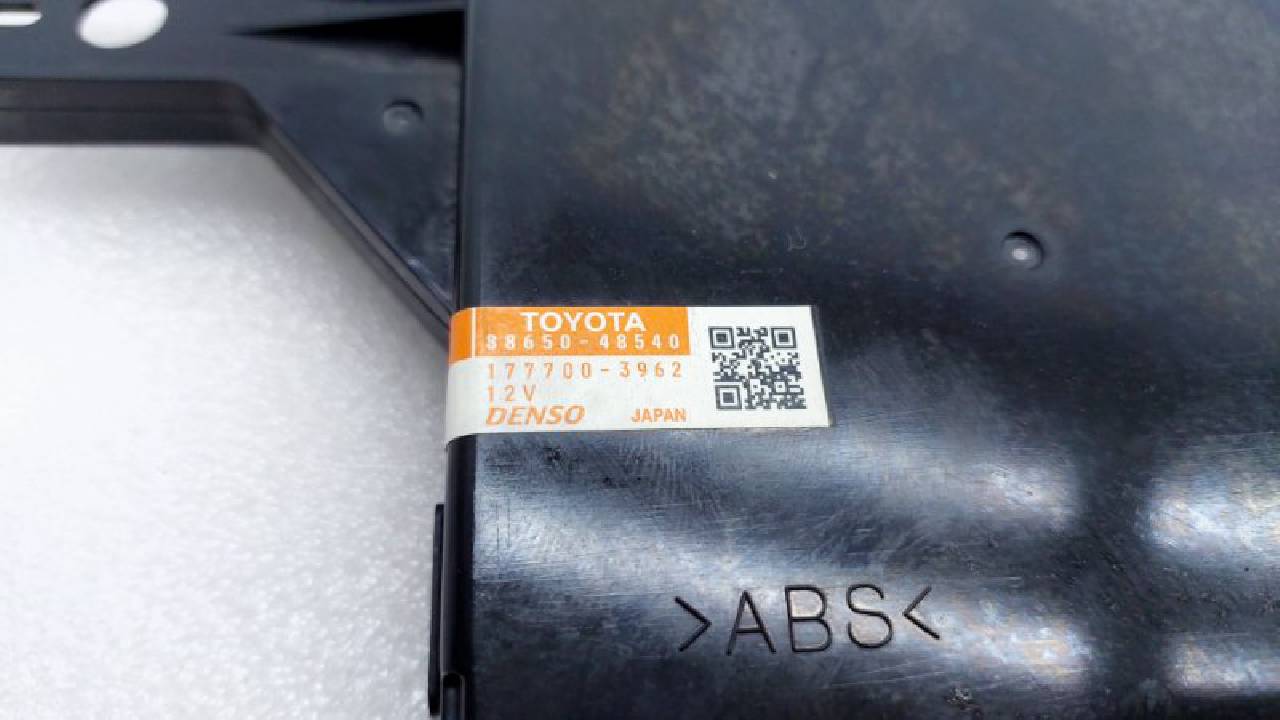 TOYOTA
88650-48540
177700-3962
12V
DENSO JAPAN
>ABS<